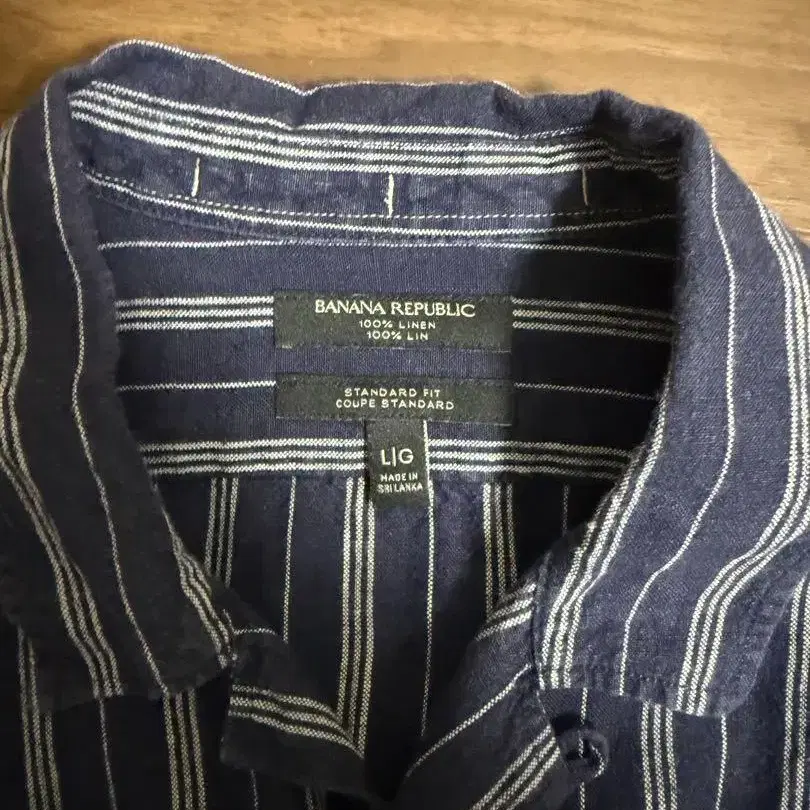 BANANA REPUBLIC
100% LINEN
100% LIN
STANDARD FIT
COUPE STANDARD
L|G
MADE IN
SRI LANKA